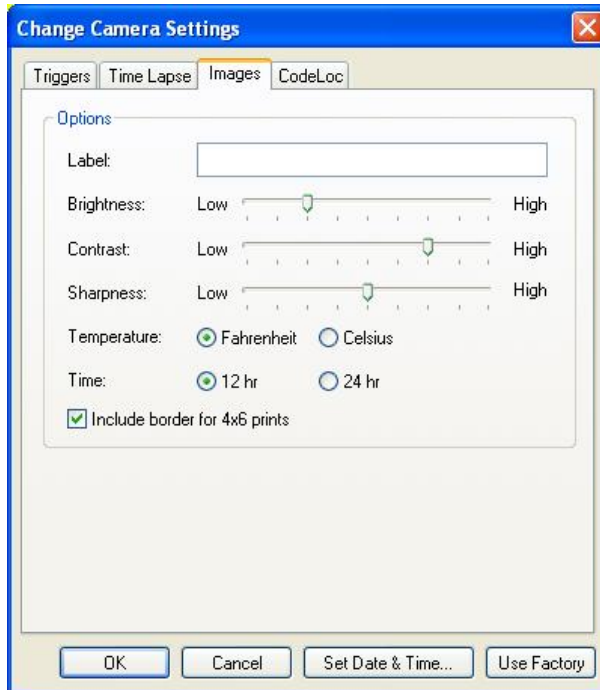 Change Camera Settings
Triggers Time Lapse Images CodeLoc
Options
Label:
Brightness: Low High
Contrast: Low High
Sharpness: Low High
Temperature: Fahrenheit Celsius
Time: 12 hr 24 hr
Include border for 4x6 prints
OK Cancel Set Date & Time... Use Factory